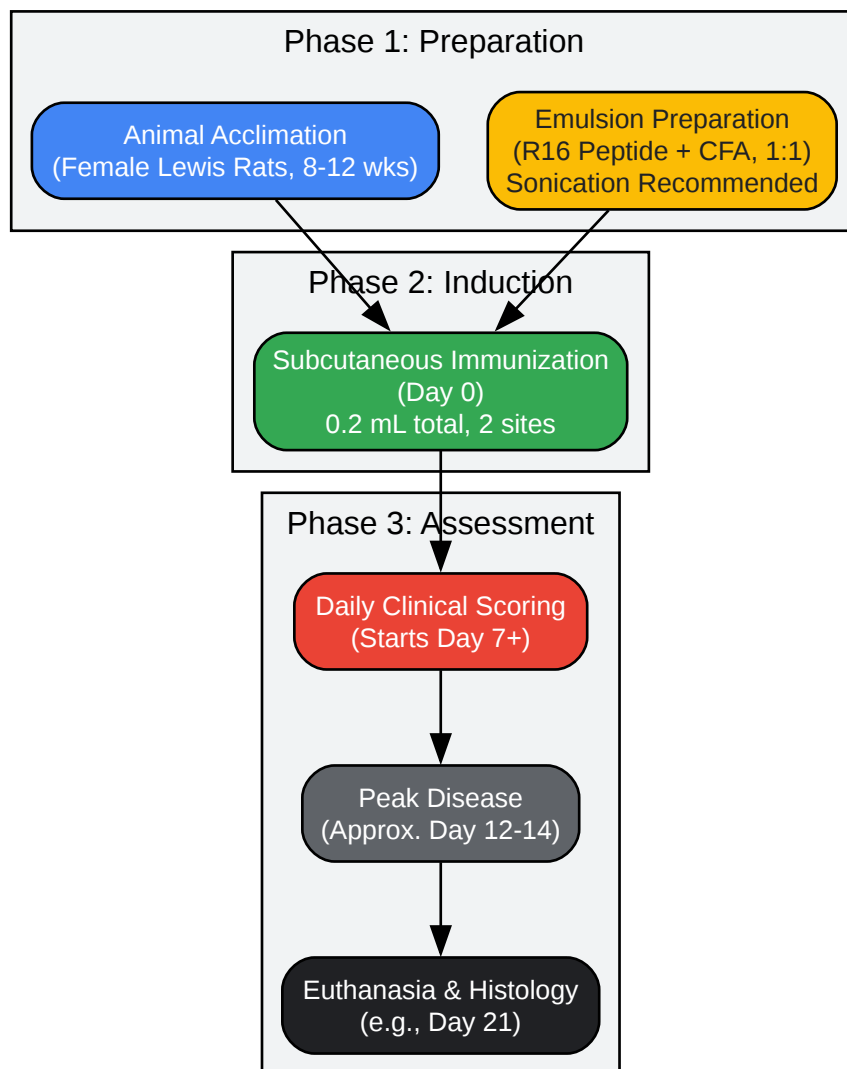 Phase 1: Preparation
Animal Acclimation
(Female Lewis Rats, 8-12 wks)
Emulsion Preparation
(R16 Peptide + CFA, 1:1)
Sonication Recommended
Phase 2: Induction
Subcutaneous Immunization
(Day 0)
0.2 mL total, 2 sites
Phase 3: Assessment
Daily Clinical Scoring
(Starts Day 7+)
Peak Disease
(Approx. Day 12-14)
Euthanasia & Histology
(e.g., Day 21)